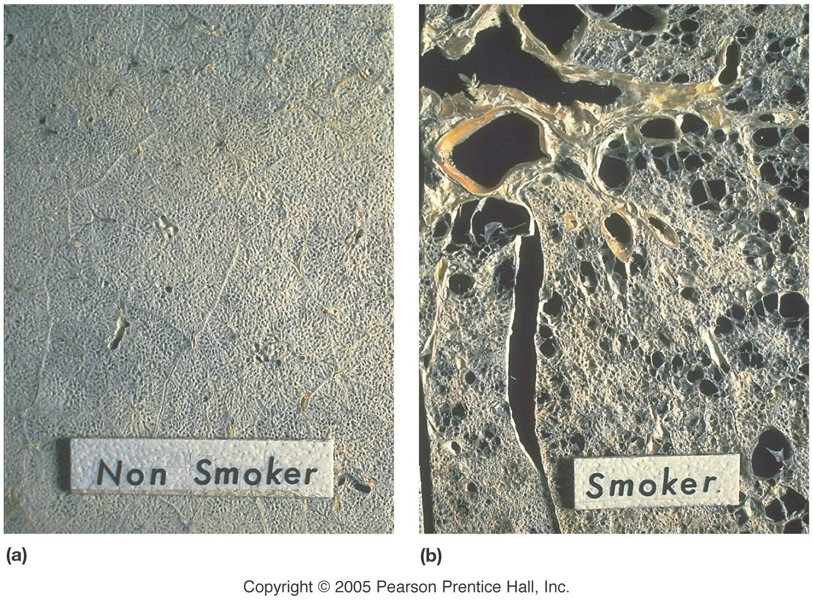 Non Smoker
Smoker.
(a)
(b)
Copyright © 2005 Pearson Prentice Hall, Inc.